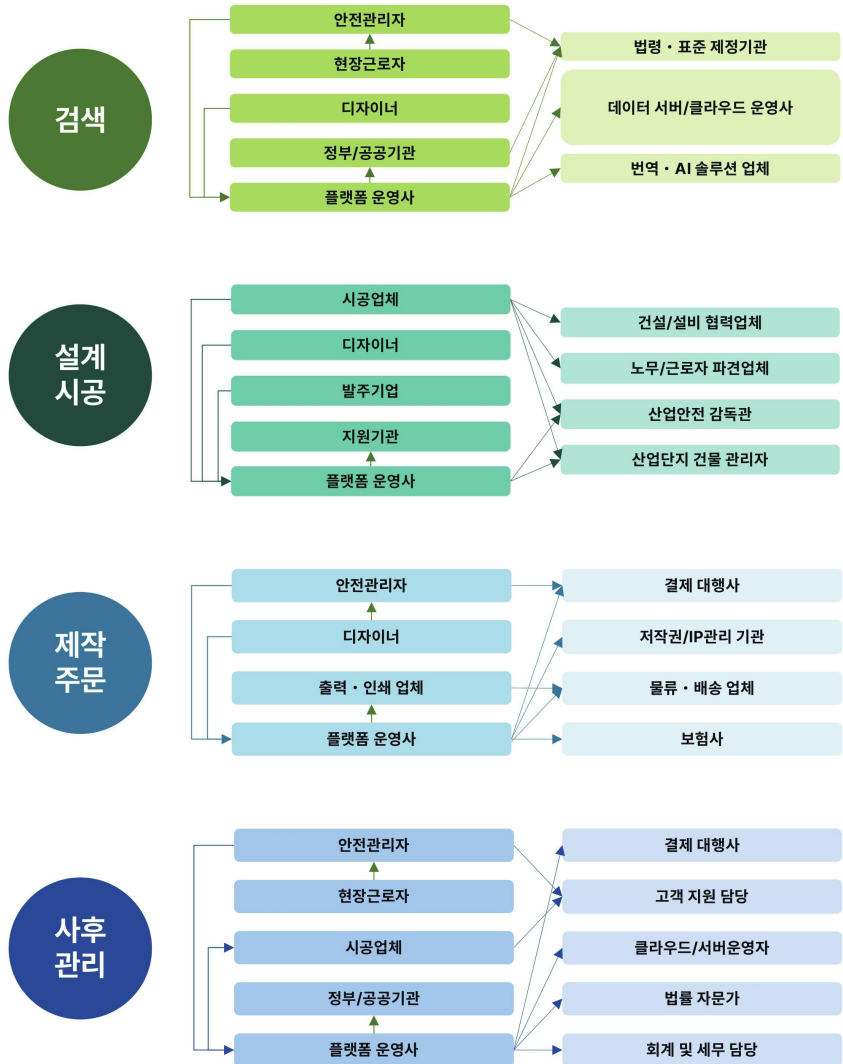 검색
안전관리자
현장근로자
디자이너
정부/공공기관
플랫폼 운영사
법령・표준 제정기관
데이터 서버/클라우드 운영사
번역・AI 솔루션 업체
설계
시공
시공업체
디자이너
발주기업
지원기관
플랫폼 운영사
건설/설비 협력업체
노무/근로자 파견업체
산업안전 감독관
산업단지 건물 관리자
제작
주문
안전관리자
디자이너
출력・인쇄 업체
플랫폼 운영사
결제 대행사
저작권/IP관리 기관
물류・배송 업체
보험사
사후
관리
안전관리자
현장근로자
시공업체
정부/공공기관
플랫폼 운영사
결제 대행사
고객 지원 담당
클라우드/서버운영자
법률 자문가
회계 및 세무 담당